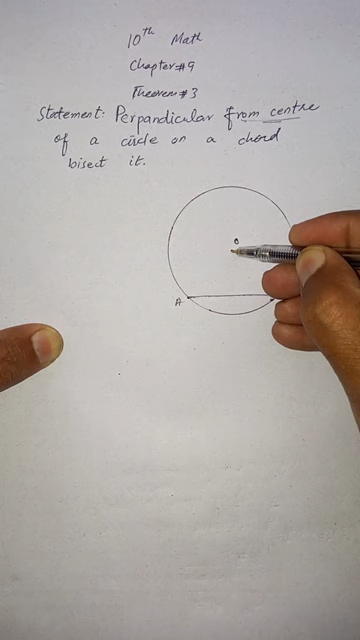 10th Math
Chapter#9
Theorem#3
Statement: Perpandicular from centre
of a circle on a chord
bisect it.
O
A